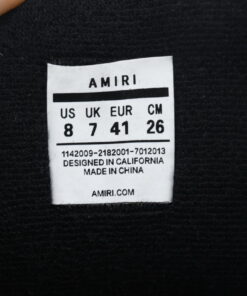 AMIRI
US UK EUR CM
8 7 41 26
1142009-2182001-7012013
DESIGNED IN CALIFORNIA
MADE IN CHINA
AMIRI.COM